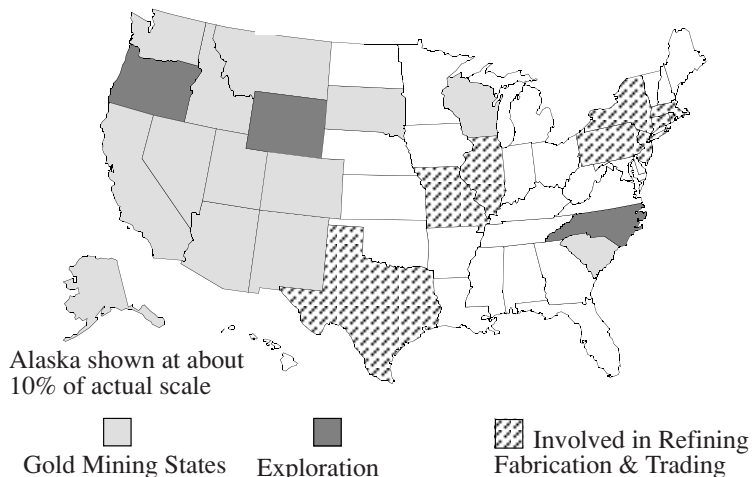 Alaska shown at about
10% of actual scale
Gold Mining States
Exploration
Involved in Refining
Fabrication & Trading